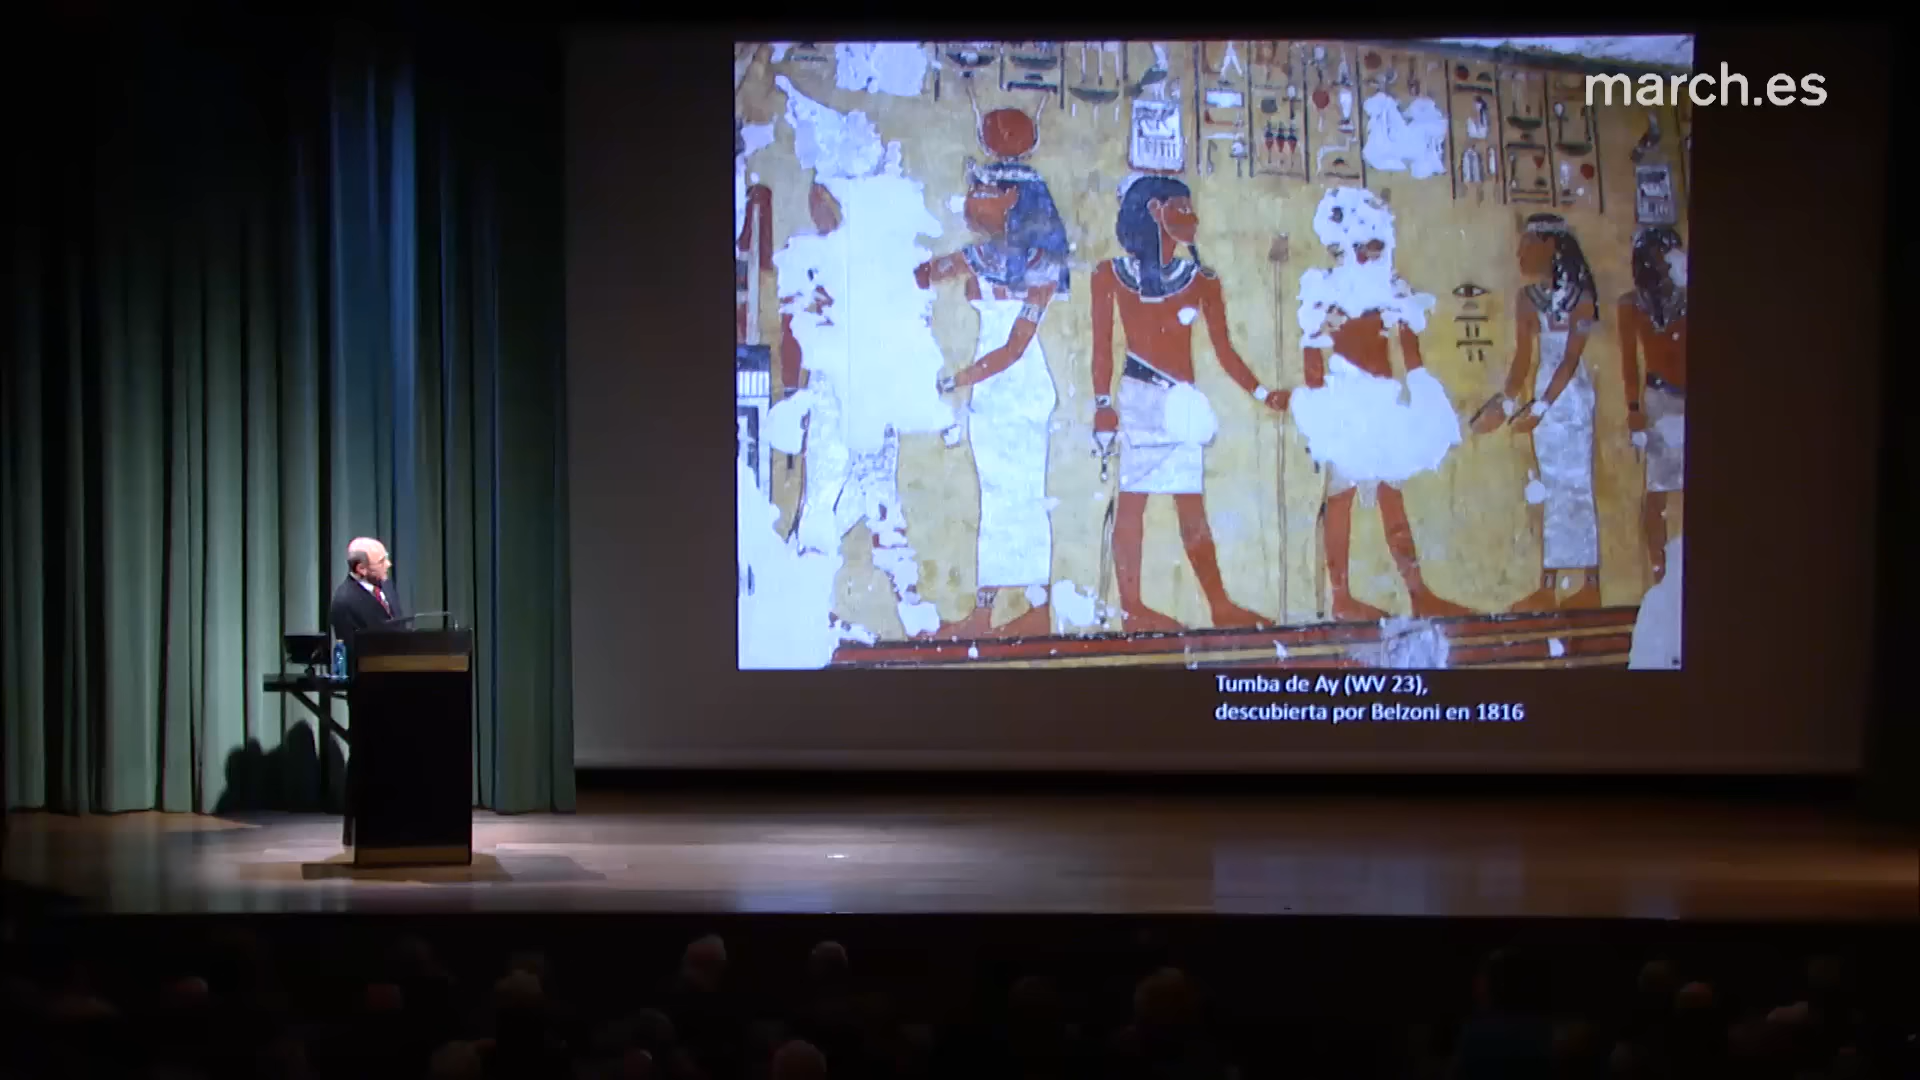 march.es
Tumba de Ay (WV 23),
descubierta por Belzoni en 1816